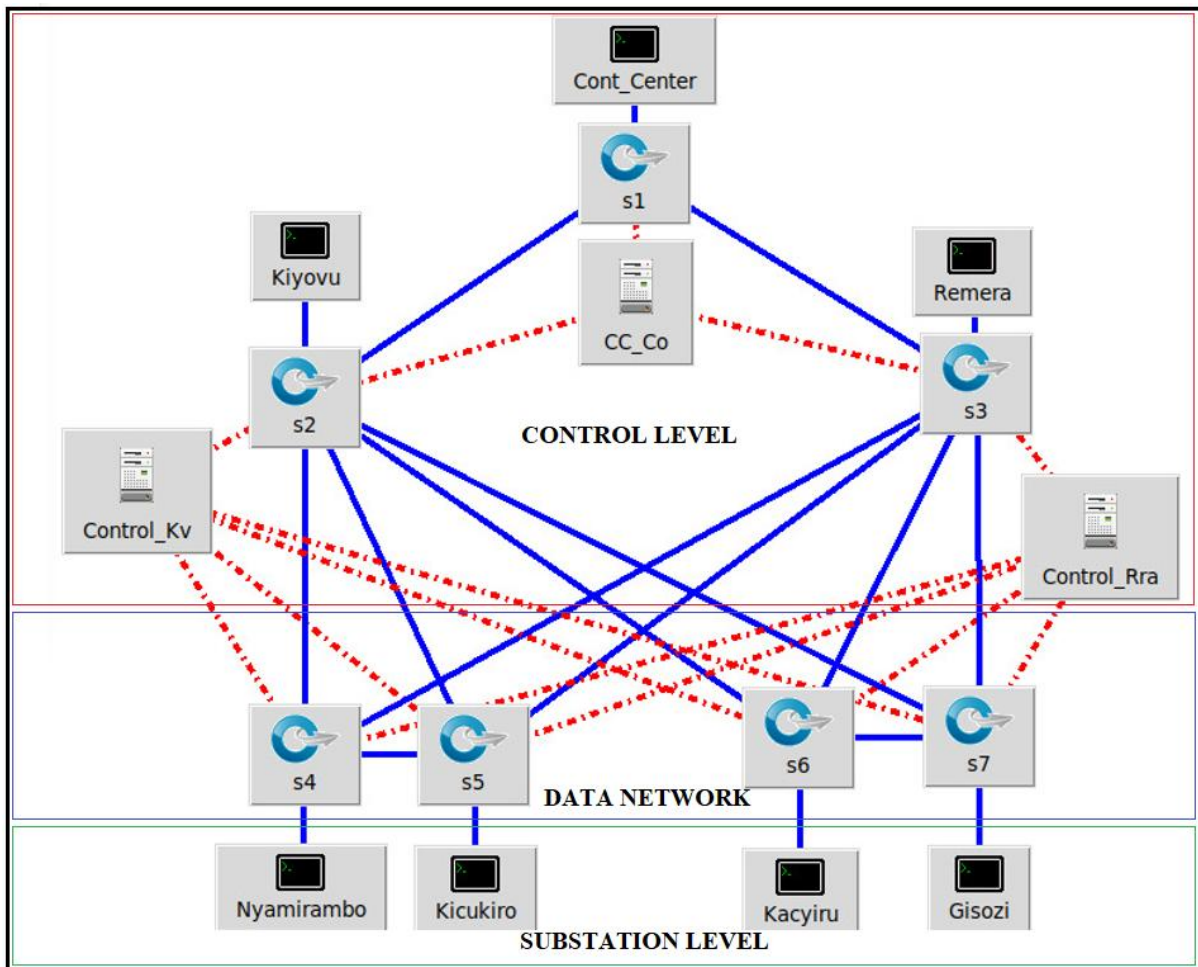 Cont_Center
s1
Kiyovu
Remera
CC_Co
s2
s3
CONTROL LEVEL
Control_Kv
Control_Rra
s4
s5
s6
s7
DATA NETWORK
Nyamirambo
Kicukiro
Kacyiru
Gisozi
SUBSTATION LEVEL